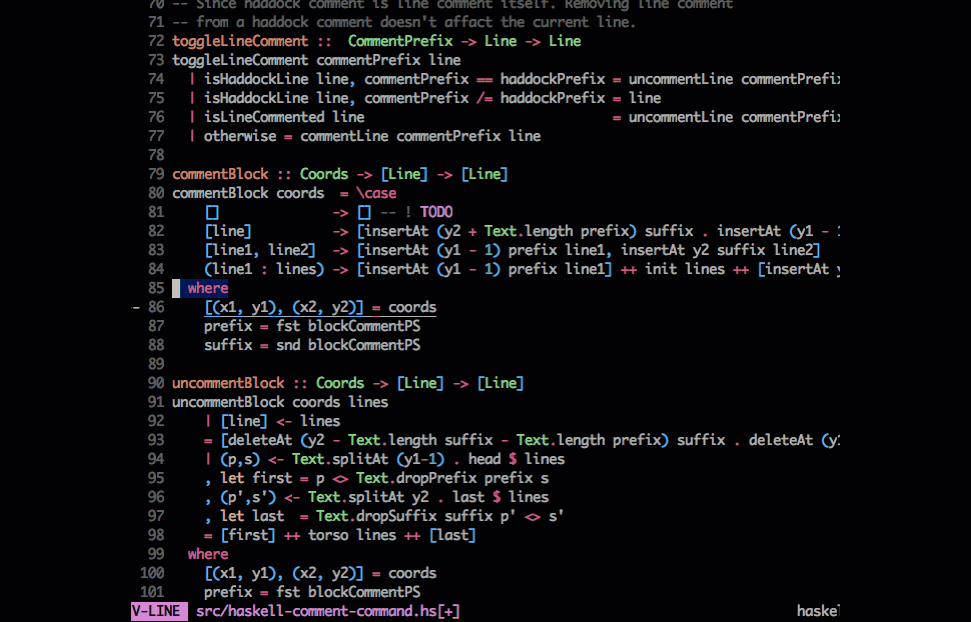 70 -- Since haddock comment is line comment itself. Removing line comment
71 -- from a haddock comment doesn't affact the current line.
72 toggleLineComment ::  CommentPrefix -> Line -> Line
73 toggleLineComment commentPrefix line
74   | isHaddockLine line, commentPrefix == haddockPrefix = uncommentLine commentPrefi
75   | isHaddockLine line, commentPrefix /= haddockPrefix = line
76   | isLineCommented line                               = uncommentLine commentPrefi
77   | otherwise = commentLine commentPrefix line
78
79 commentBlock :: Coords -> [Line] -> [Line]
80 commentBlock coords  = \case
81     []              -> [] -- ! TODO
82     [line]          -> [insertAt (y2 + Text.length prefix) suffix . insertAt (y1 -
83     [line1, line2]  -> [insertAt (y1 - 1) prefix line1, insertAt y2 suffix line2]
84     (line1 : lines) -> [insertAt (y1 - 1) prefix line1] ++ init lines ++ [insertAt
85   where
- 86     [(x1, y1), (x2, y2)] = coords
87     prefix = fst blockCommentPS
88     suffix = snd blockCommentPS
89
90 uncommentBlock :: Coords -> [Line] -> [Line]
91 uncommentBlock coords lines
92     | [line] <- lines
93     = [deleteAt (y2 - Text.length suffix - Text.length prefix) suffix . deleteAt (y
94     | (p,s) <- Text.splitAt (y1-1) . head $ lines
95     , let first = p <> Text.dropPrefix prefix s
96     , (p',s') <- Text.splitAt y2 . last $ lines
97     , let last  = Text.dropSuffix suffix p' <> s'
98     = [first] ++ torso lines ++ [last]
99   where
100     [(x1, y1), (x2, y2)] = coords
101     prefix = fst blockCommentPS
V-LINE src/haskell-comment-command.hs[+] haske